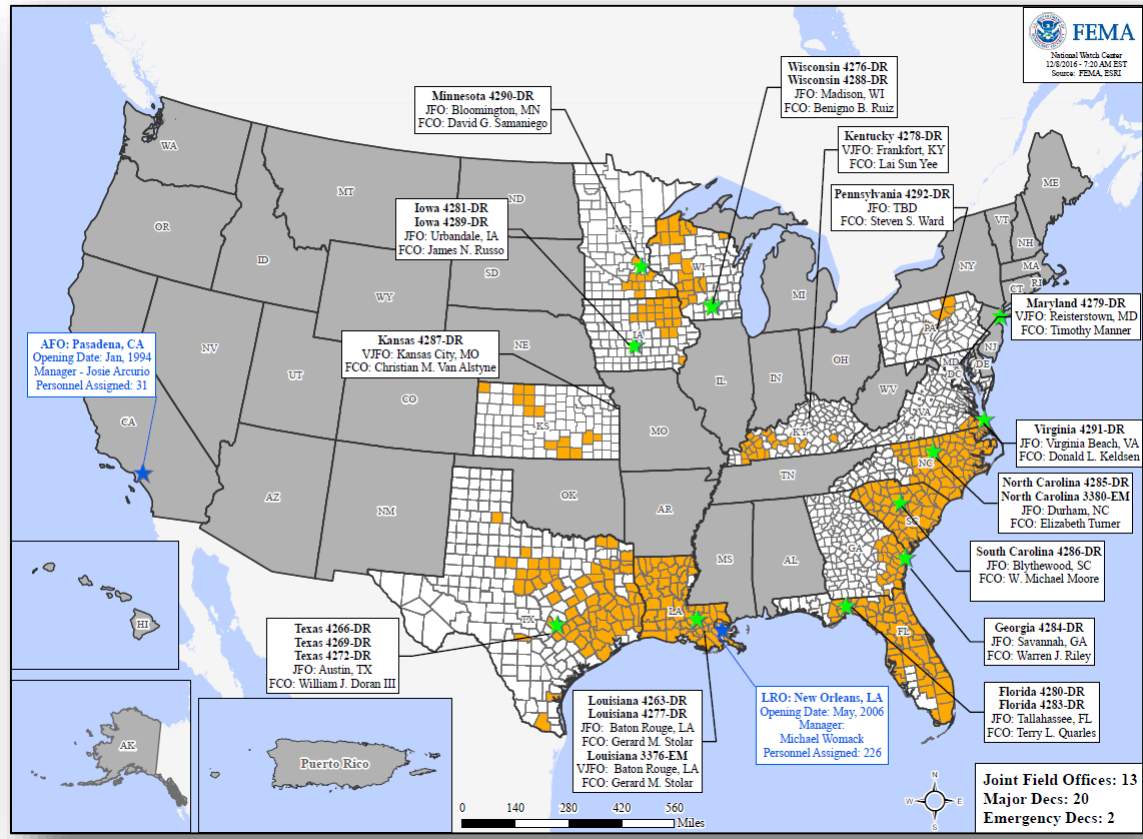 FEMA
National Watch Center
12/8/2016 - 7:20 AM EST
Source: FEMA, ESRI
Wisconsin 4276-DR
Wisconsin 4288-DR
JFO: Madison, WI
FCO: Benigno B. Ruiz
Minnesota 4290-DR
JFO: Bloomington, MN
FCO: David G. Samaniego
Kentucky 4278-DR
VJFO: Frankfort, KY
FCO: Lai Sun Yee
Pennsylvania 4292-DR
JFO: TBD
FCO: Steven S. Ward
Iowa 4281-DR
Iowa 4289-DR
JFO: Urbandale, IA
FCO: James N. Russo
Maryland 4279-DR
VJFO: Reisterstown, MD
FCO: Timothy Manner
AFO: Pasadena, CA
Opening Date: Jan, 1994
Manager - Josie Arcurio
Personnel Assigned: 31
Kansas 4287-DR
VJFO: Kansas City, MO
FCO: Christian M. Van Alstyne
Virginia 4291-DR
JFO: Virginia Beach, VA
FCO: Donald L. Keldsen
North Carolina 4285-DR
North Carolina 3380-EM
JFO: Durham, NC
FCO: Elizabeth Turner
South Carolina 4286-DR
JFO: Blythewood, SC
FCO: W. Michael Moore
Georgia 4284-DR
JFO: Savannah, GA
FCO: Warren J. Riley
Texas 4266-DR
Texas 4269-DR
Texas 4272-DR
JFO: Austin, TX
FCO: William J. Doran III
Florida 4280-DR
Florida 4283-DR
JFO: Tallahassee, FL
FCO: Terry L. Quarles
Louisiana 4263-DR
Louisiana 4277-DR
JFO: Baton Rouge, LA
FCO: Gerard M. Stolar
Louisiana 3376-EM
VJFO: Baton Rouge, LA
FCO: Gerard M. Stolar
LRO: New Orleans, LA
Opening Date: May, 2006
Manager:
Michael Womack
Personnel Assigned: 226
WA
MT
ND
MN
ME
OR
ID
SD
WI
VT
NH
NY
MA
CT
RI
WY
MI
IA
PA
NJ
NV
UT
NE
IL
IN
OH
MD
DE
DC
WV
CA
CO
KS
MO
KY
VA
AZ
NM
OK
AR
TN
NC
SC
MS
AL
GA
TX
LA
FL
HI
AK
Puerto Rico
N
W
E
S
0 140 280 420 560
Miles
Joint Field Offices: 13
Major Decs: 20
Emergency Decs: 2